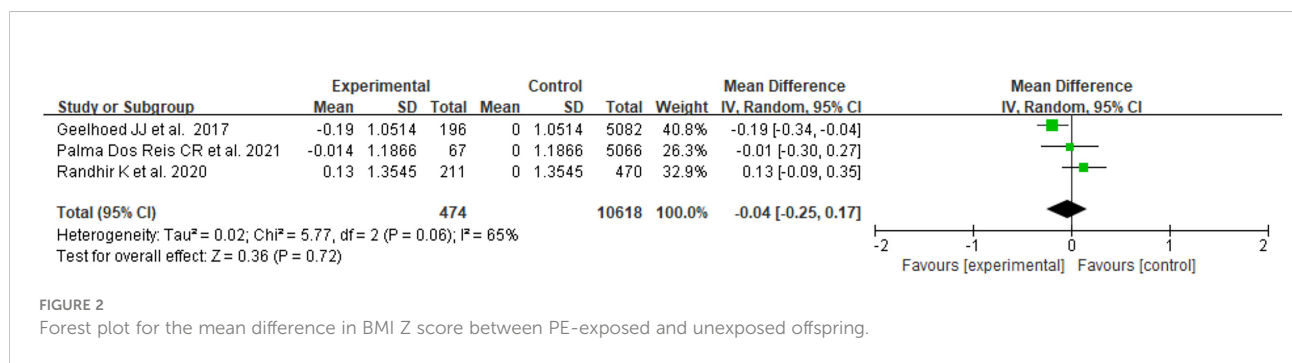 Experimental Control Mean Difference Mean Difference
Study or Subgroup Mean SD Total Mean SD Total Weight IV, Random, 95% CI IV, Random, 95% CI
Geelhoed JJ et al. 2017 -0.19 1.0514 196 0 1.0514 5082 40.8% -0.19 [-0.34, -0.04]
Palma Dos Reis CR et al. 2021 -0.014 1.1866 67 0 1.1866 5066 26.3% -0.01 [-0.30, 0.27]
Randhir K et al. 2020 0.13 1.3545 211 0 1.3545 470 32.9% 0.13 [-0.09, 0.35]
Total (95% CI) 474 10618 100.0% -0.04 [-0.25, 0.17]
Heterogeneity: Tau² = 0.02; Chi² = 5.77, df = 2 (P = 0.06); I² = 65%
Test for overall effect: Z = 0.36 (P = 0.72)
-2 -1 0 1 2
Favours [experimental] Favours [control]
FIGURE 2
Forest plot for the mean difference in BMI Z score between PE-exposed and unexposed offspring.